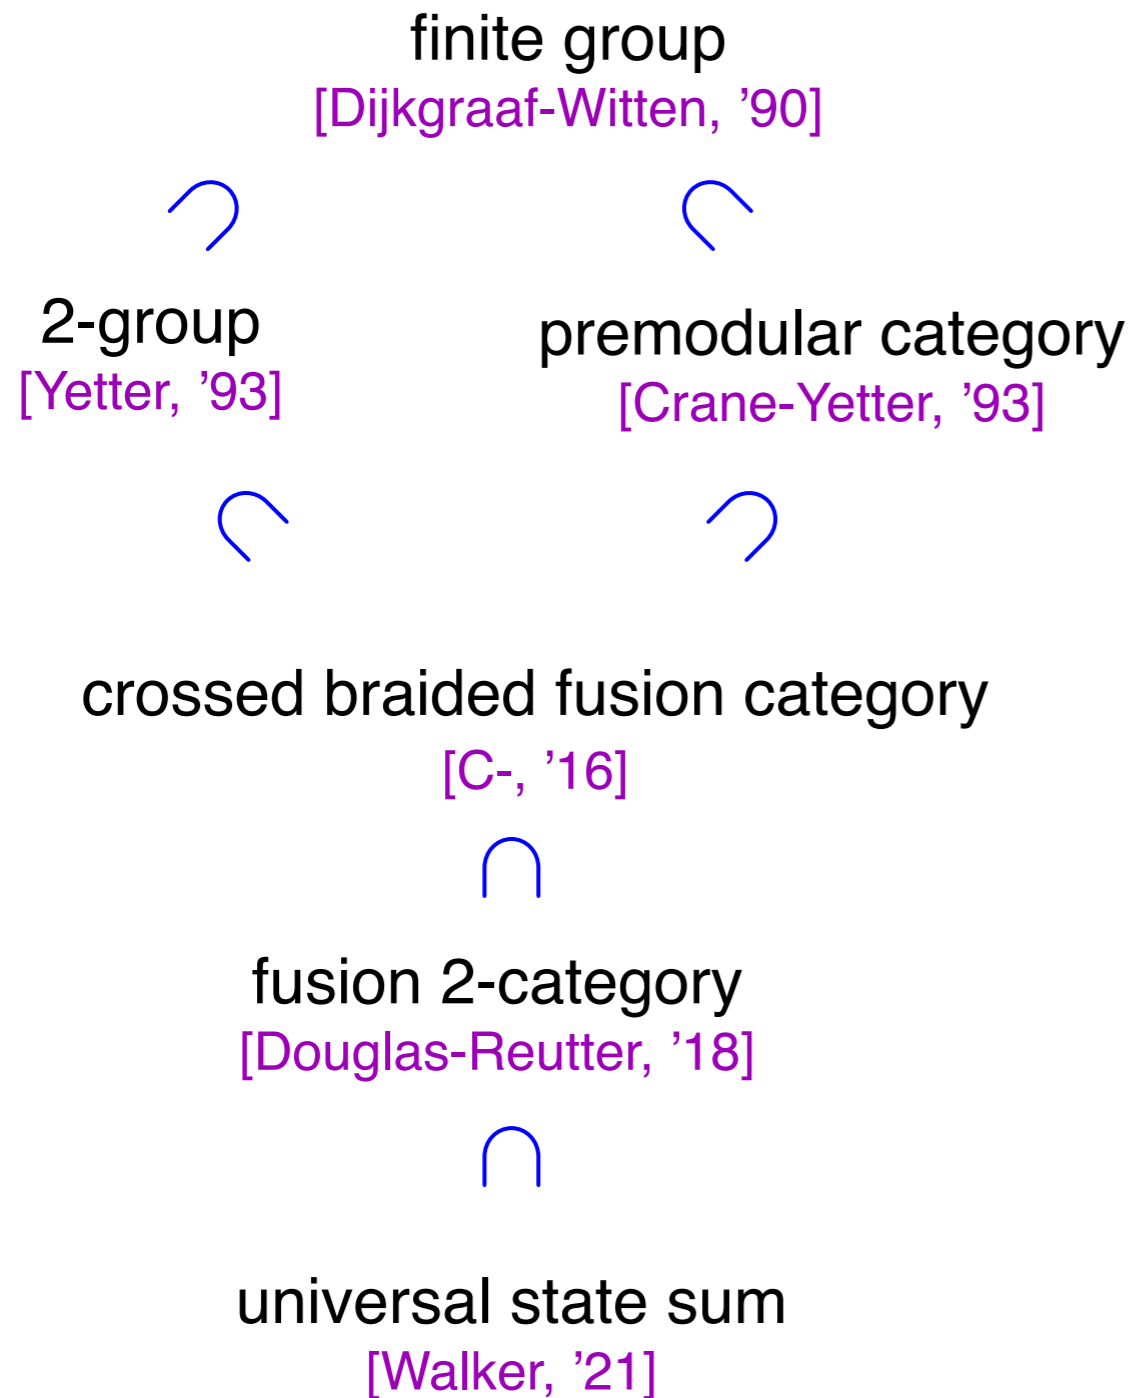 finite group
[Dijkgraaf-Witten, ’90]
2-group
[Yetter, ’93]
premodular category
[Crane-Yetter, ’93]
crossed braided fusion category
[C-, ’16]
fusion 2-category
[Douglas-Reutter, ’18]
universal state sum
[Walker, ’21]